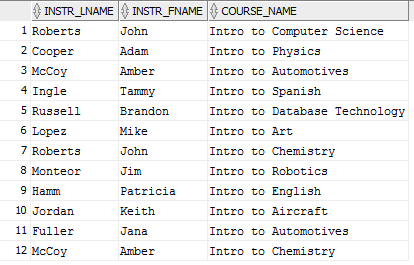 INSTR_LNAME INSTR_FNAME COURSE_NAME
1 Roberts John Intro to Computer Science
2 Cooper Adam Intro to Physics
3 McCoy Amber Intro to Automotives
4 Ingle Tammy Intro to Spanish
5 Russell Brandon Intro to Database Technology
6 Lopez Mike Intro to Art
7 Roberts John Intro to Chemistry
8 Monteor Jim Intro to Robotics
9 Hamm Patricia Intro to English
10 Jordan Keith Intro to Aircraft
11 Fuller Jana Intro to Automotives
12 McCoy Amber Intro to Chemistry